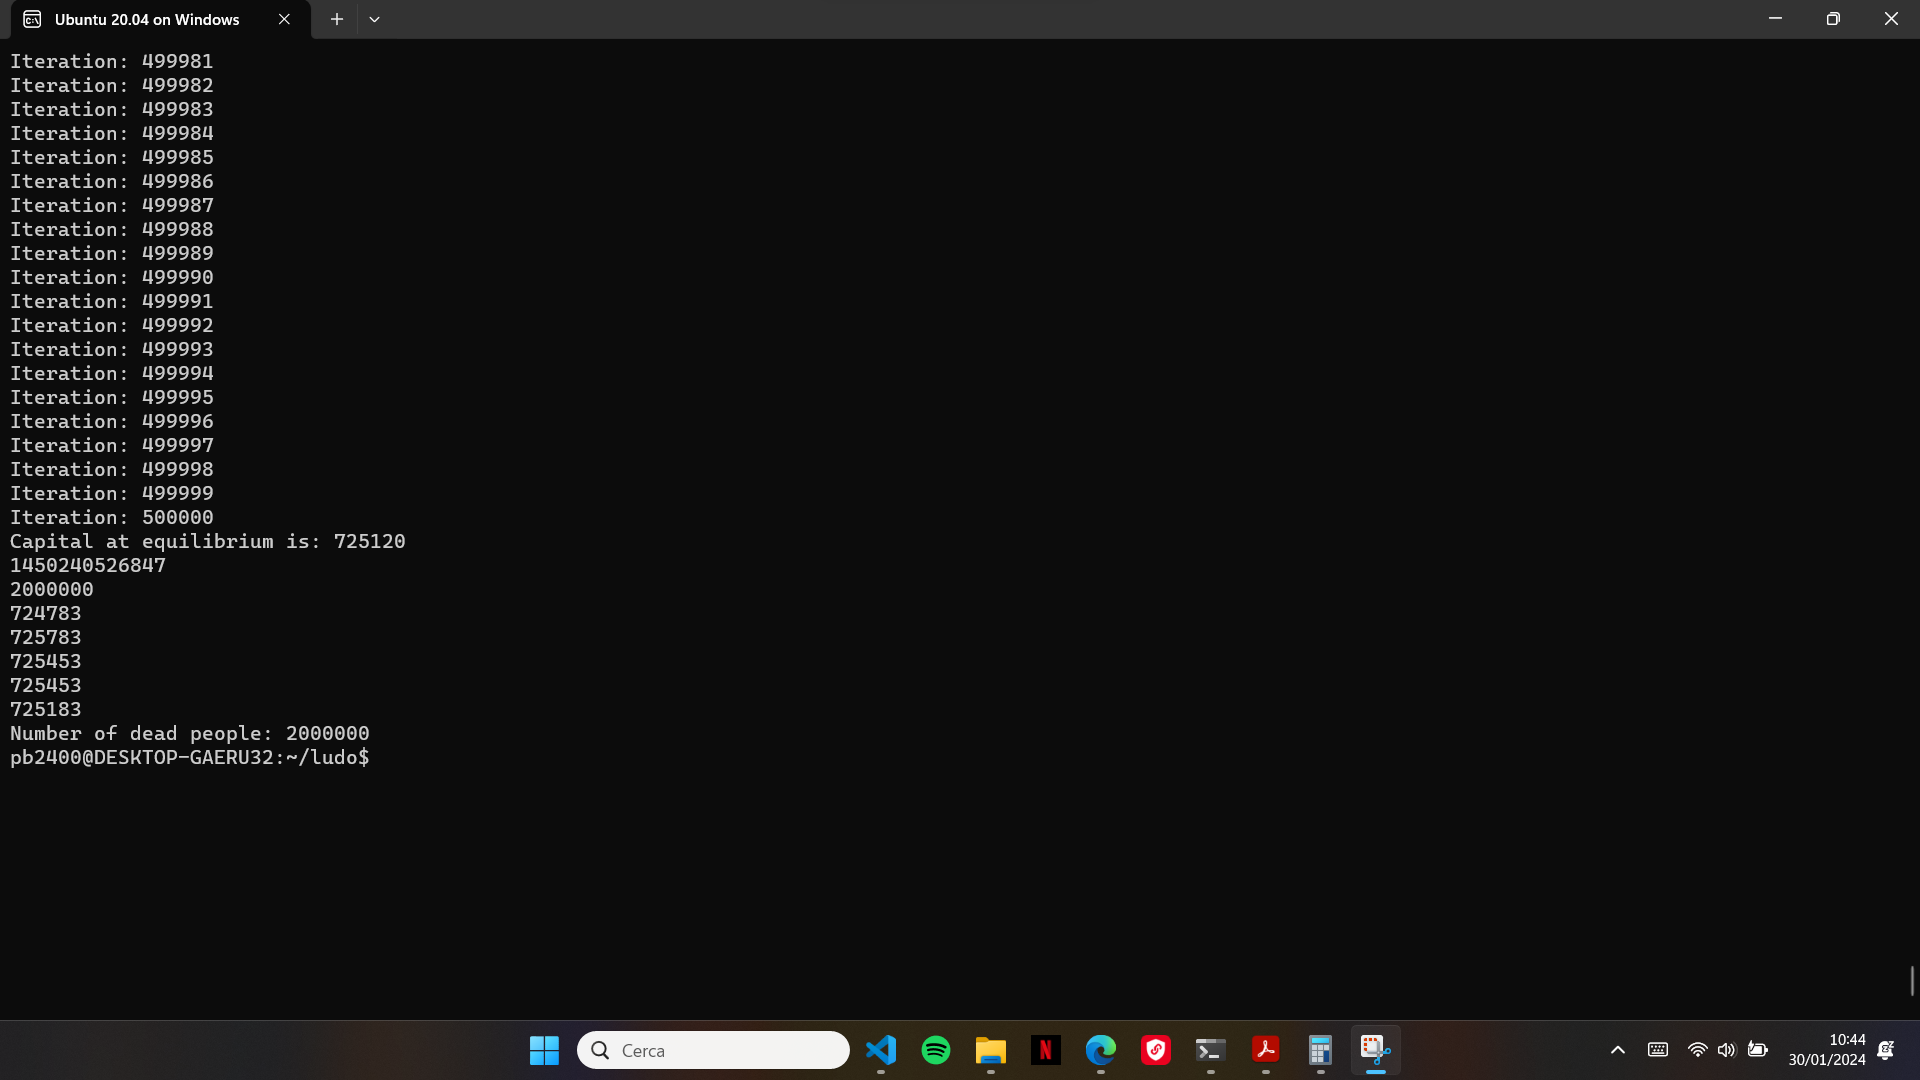 Ubuntu 20.04 on Windows
Iteration: 499981
Iteration: 499982
Iteration: 499983
Iteration: 499984
Iteration: 499985
Iteration: 499986
Iteration: 499987
Iteration: 499988
Iteration: 499989
Iteration: 499990
Iteration: 499991
Iteration: 499992
Iteration: 499993
Iteration: 499994
Iteration: 499995
Iteration: 499996
Iteration: 499997
Iteration: 499998
Iteration: 499999
Iteration: 500000
Capital at equilibrium is: 725120
1450240526847
2000000
724783
725783
725453
725453
725183
Number of dead people: 2000000
pb2400@DESKTOP-GAERU32:~/ludo$
Cerca
10:44
30/01/2024